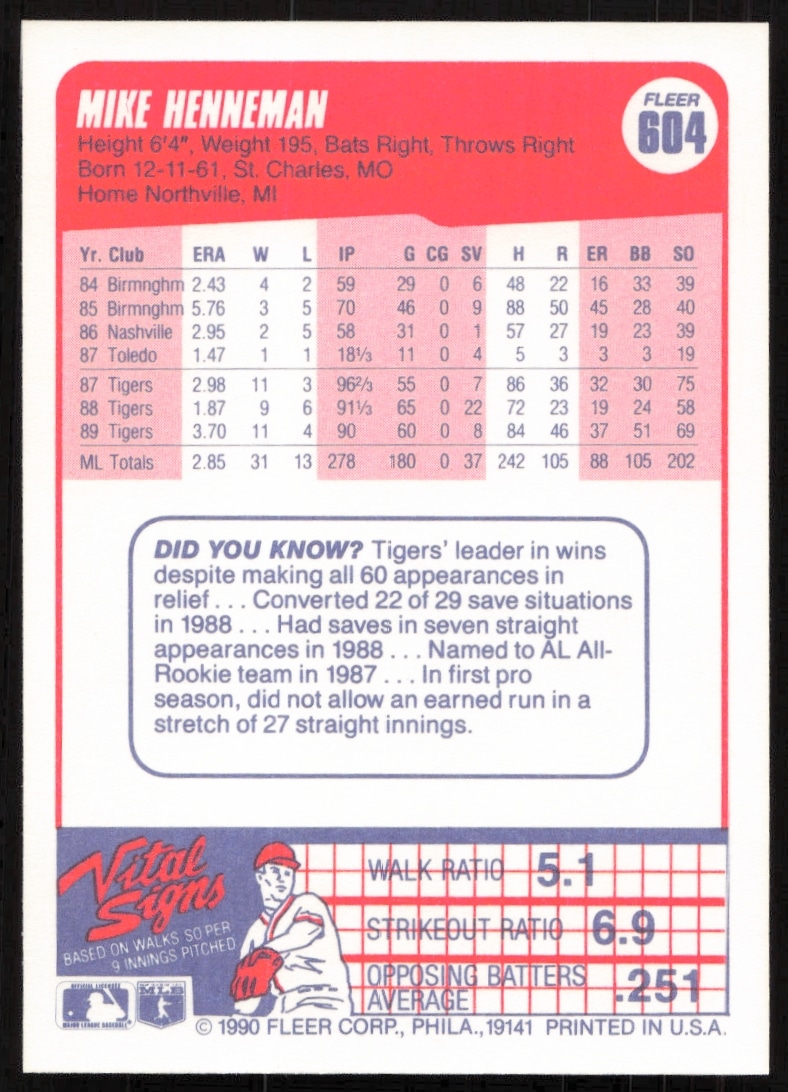 MIKE HENNEMAN
FLEER
604
Height 6'4", Weight 195, Bats Right, Throws Right
Born 12-11-61, St. Charles, MO
Home Northville, MI
Yr. Club ERA W L IP G CG SV H R ER BB SO
84 Birmnghm 2.43 4 2 59 29 0 6 48 22 16 33 39
85 Birmnghm 5.76 3 5 70 46 0 9 88 50 45 28 40
86 Nashville 2.95 2 5 58 31 0 1 57 27 19 23 39
87 Toledo 1.47 1 1 18⅓ 11 0 4 5 3 3 3 19
87 Tigers 2.98 11 3 96⅔ 55 0 7 86 36 32 30 75
88 Tigers 1.87 9 6 91⅓ 65 0 22 72 23 19 24 58
89 Tigers 3.70 11 4 90 60 0 8 84 46 37 51 69
ML Totals 2.85 31 13 278 180 0 37 242 105 88 105 202
DID YOU KNOW? Tigers' leader in wins
despite making all 60 appearances in
relief . . . Converted 22 of 29 save situations
in 1988 . . . Had saves in seven straight
appearances in 1988 . . . Named to AL All-
Rookie team in 1987 . . . In first pro
season, did not allow an earned run in a
stretch of 27 straight innings.
Vital
Signs
BASED ON WALKS, SO PER
9 INNINGS PITCHED
WALK RATIO 5.1
STRIKEOUT RATIO 6.9
OPPOSING BATTERS
AVERAGE .251
OFFICIAL LICENSEE
MAJOR LEAGUE BASEBALL
MLB
© 1990 FLEER CORP., PHILA., 19141 PRINTED IN U.S.A.